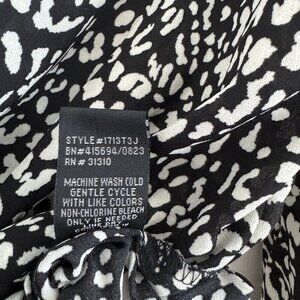 STYLE#1713T3J
BN#415694/0823
RN# 31310
MACHINE WASH COLD
GENTLE CYCLE
WITH LIKE COLORS
NON-CHLORINE BLEACH
ONLY IF NEEDED